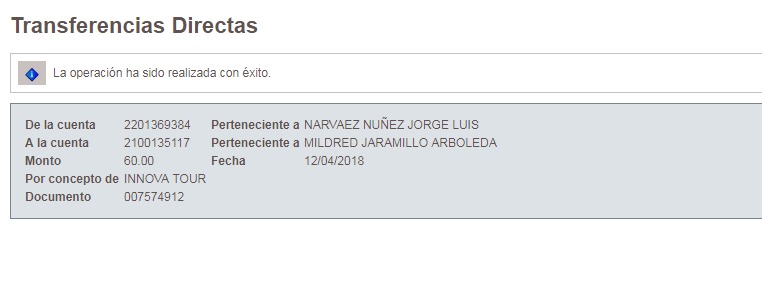 Transferencias Directas
La operación ha sido realizada con éxito.
De la cuenta 2201369384 Perteneciente a NARVAEZ NUÑEZ JORGE LUIS
A la cuenta 2100135117 Perteneciente a MILDRED JARAMILLO ARBOLEDA
Monto 60.00 Fecha 12/04/2018
Por concepto de INNOVA TOUR
Documento 007574912